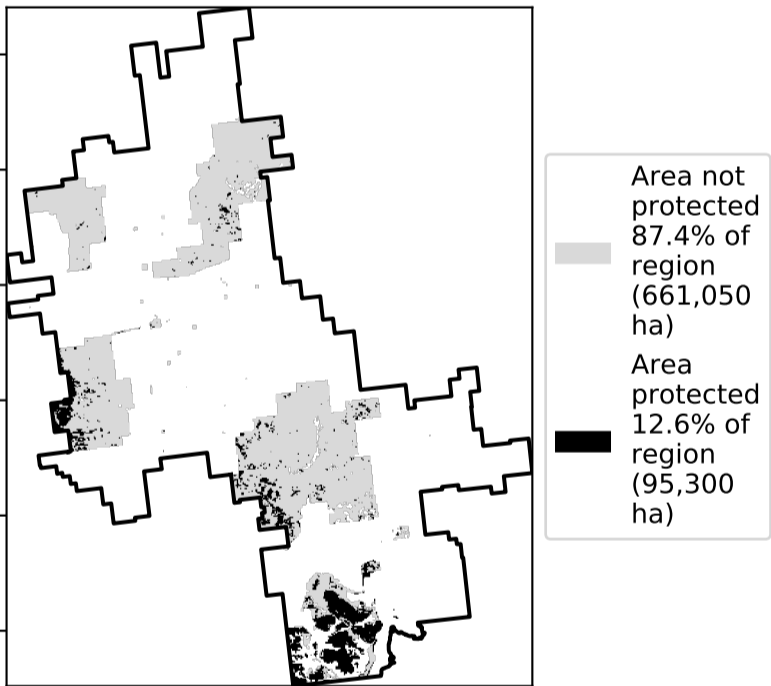 Area not
protected
87.4% of
region
(661,050
ha)
Area
protected
12.6% of
region
(95,300
ha)